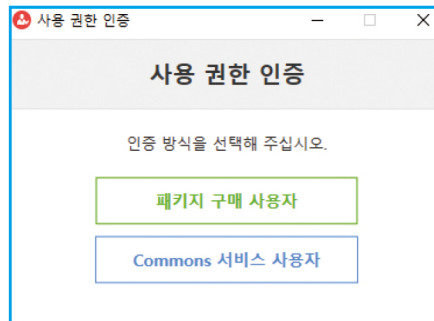 사용 권한 인증
사용 권한 인증
인증 방식을 선택해 주십시오.
패키지 구매 사용자
Commons 서비스 사용자